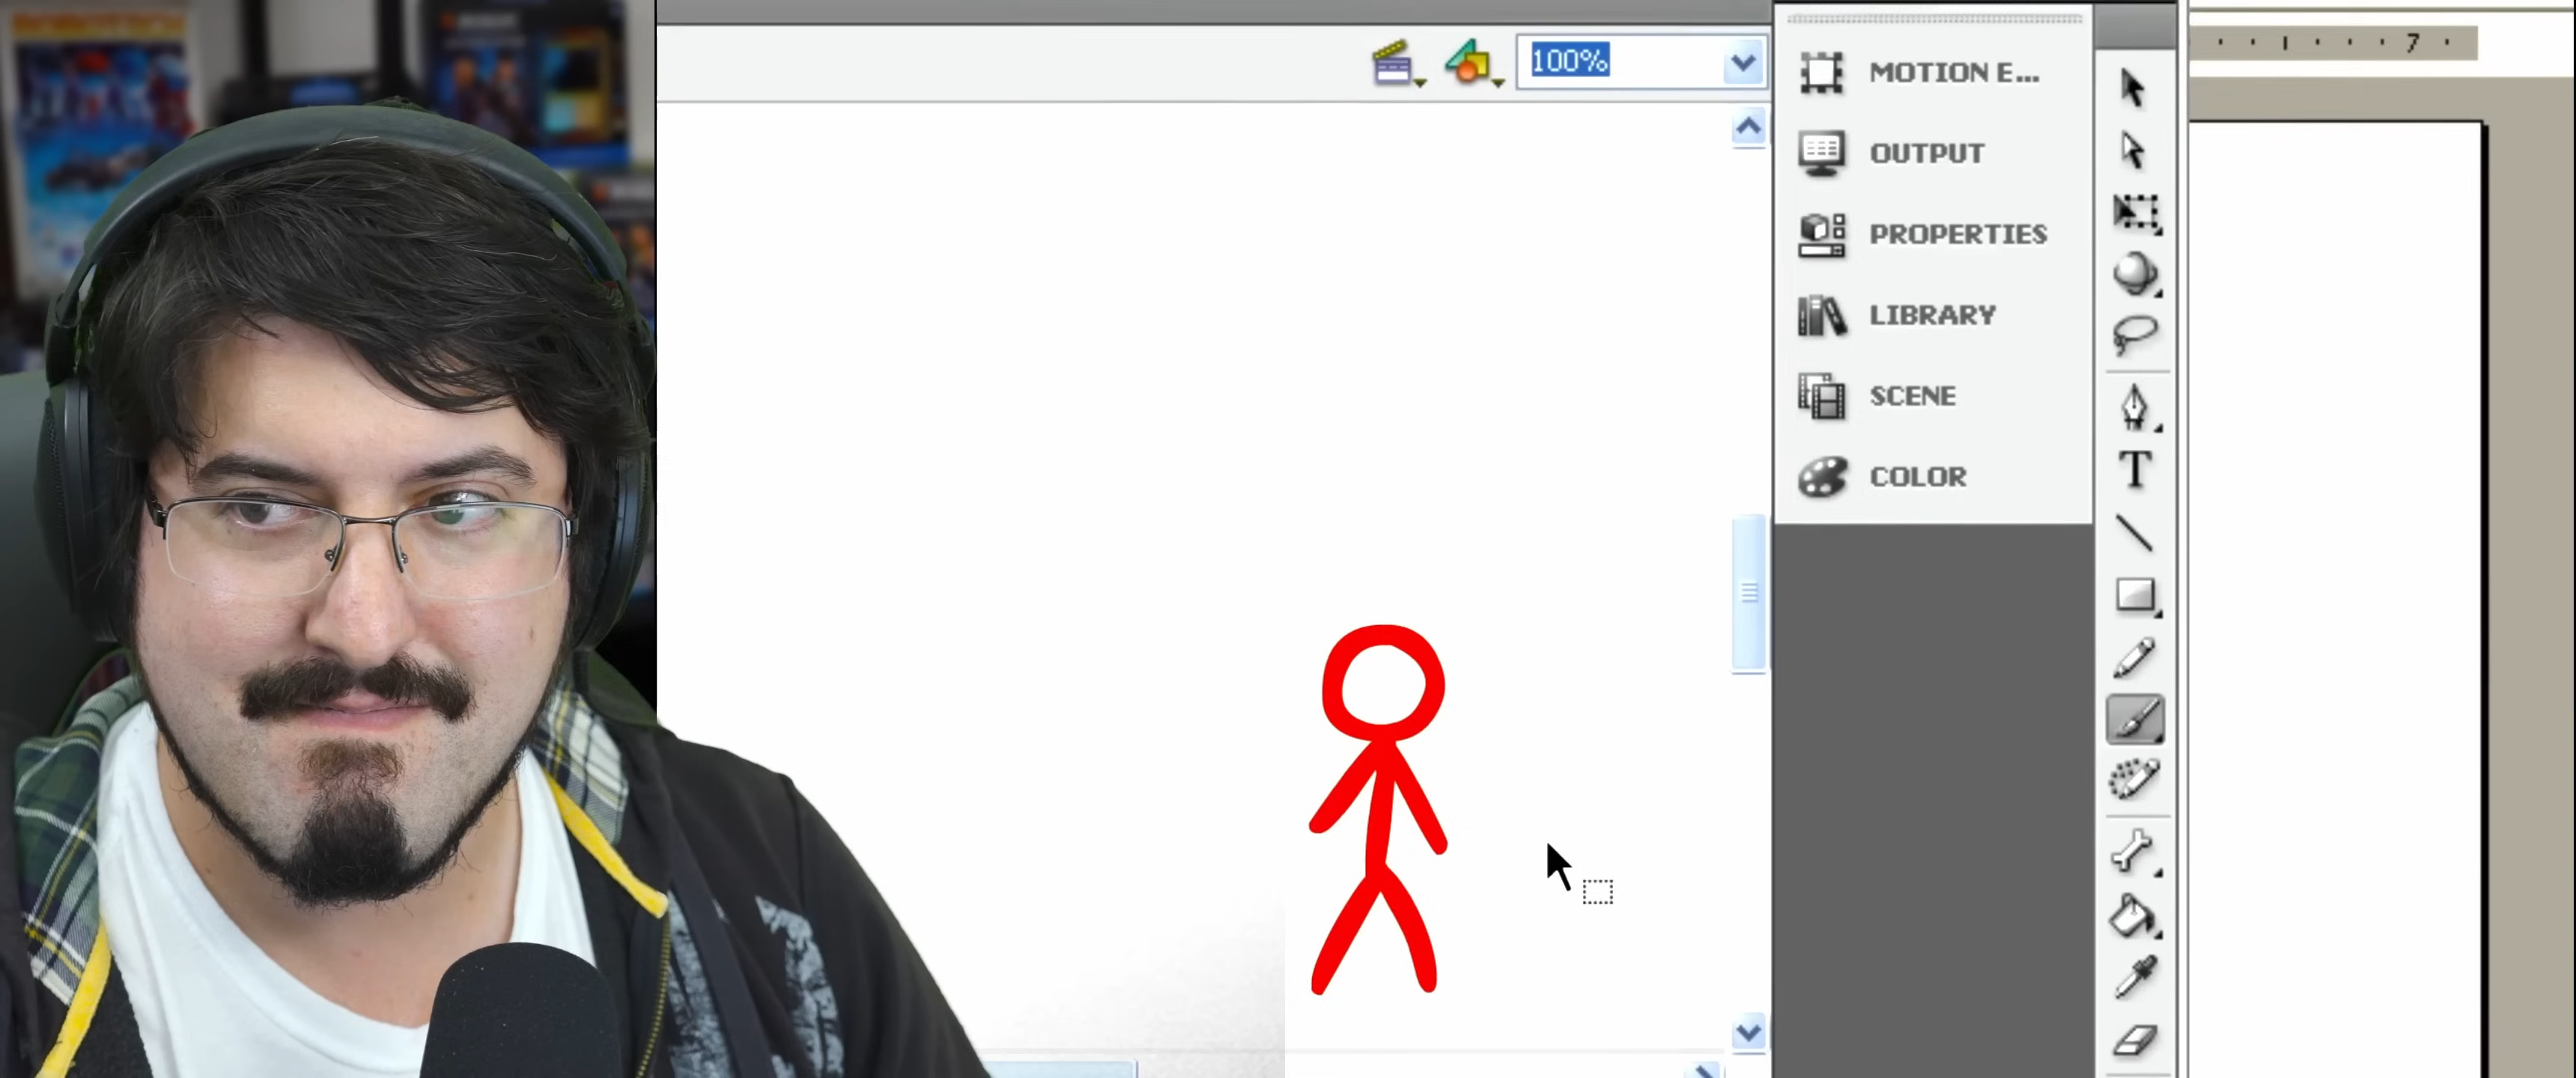 100%
MOTION E...
OUTPUT
PROPERTIES
LIBRARY
SCENE
COLOR
T
7